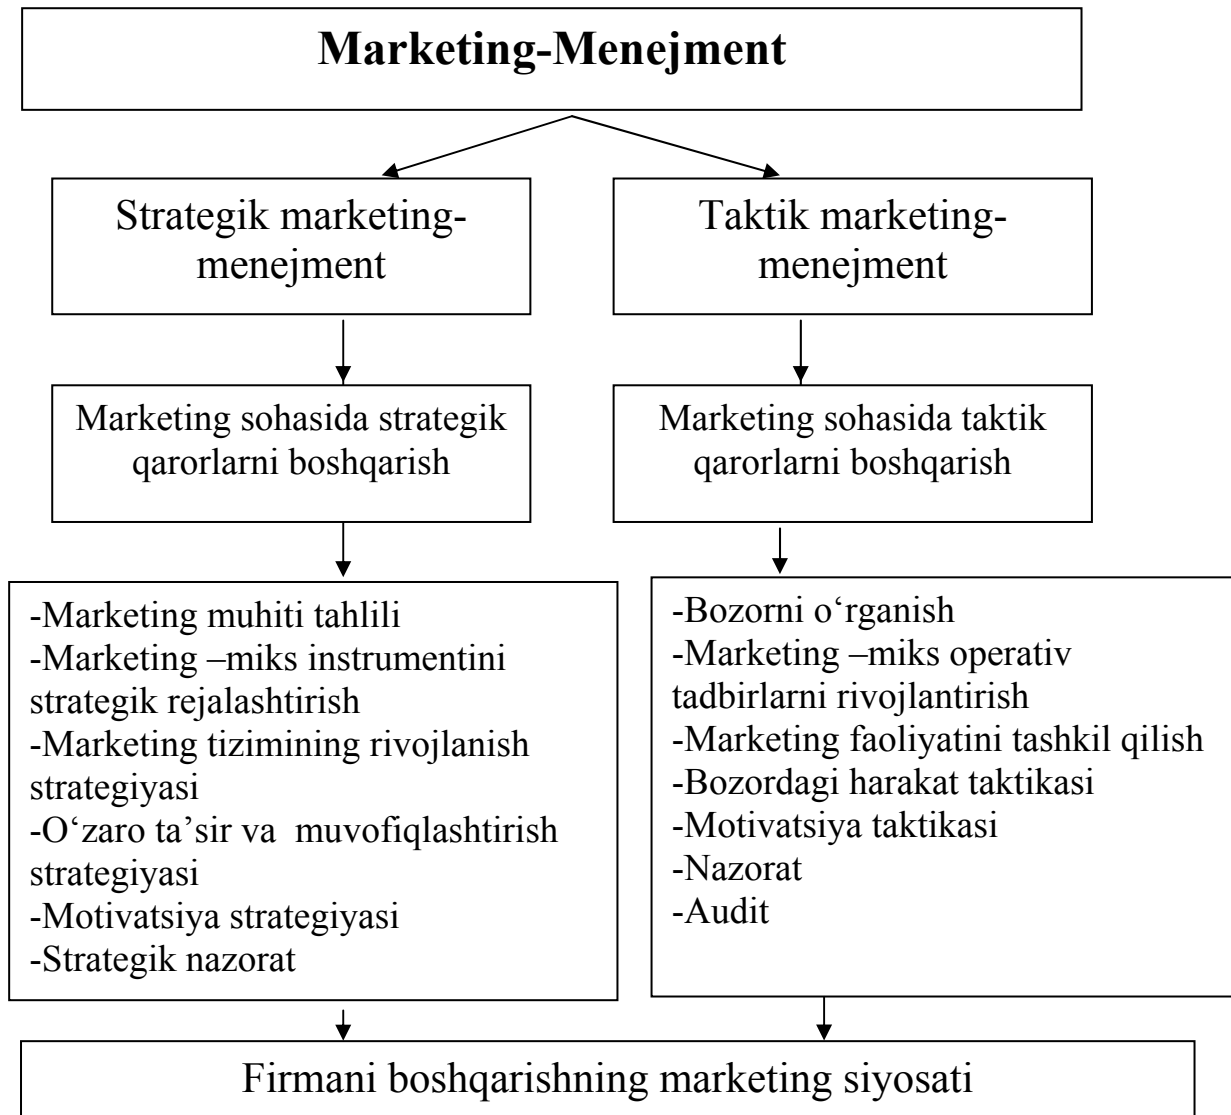 Marketing-Menejment
Strategik marketing-
menejment
Taktik marketing-
menejment
Marketing sohasida strategik
qarorlarni boshqarish
Marketing sohasida taktik
qarorlarni boshqarish
-Marketing muhiti tahlili
-Marketing –miks instrumentini
strategik rejalashtirish
-Marketing tizimining rivojlanish
strategiyasi
-O‘zaro ta’sir va  muvofiqlashtirish
strategiyasi
-Motivatsiya strategiyasi
-Strategik nazorat
-Bozorni o‘rganish
-Marketing –miks operativ
tadbirlarni rivojlantirish
-Marketing faoliyatini tashkil qilish
-Bozordagi harakat taktikasi
-Motivatsiya taktikasi
-Nazorat
-Audit
Firmani boshqarishning marketing siyosati